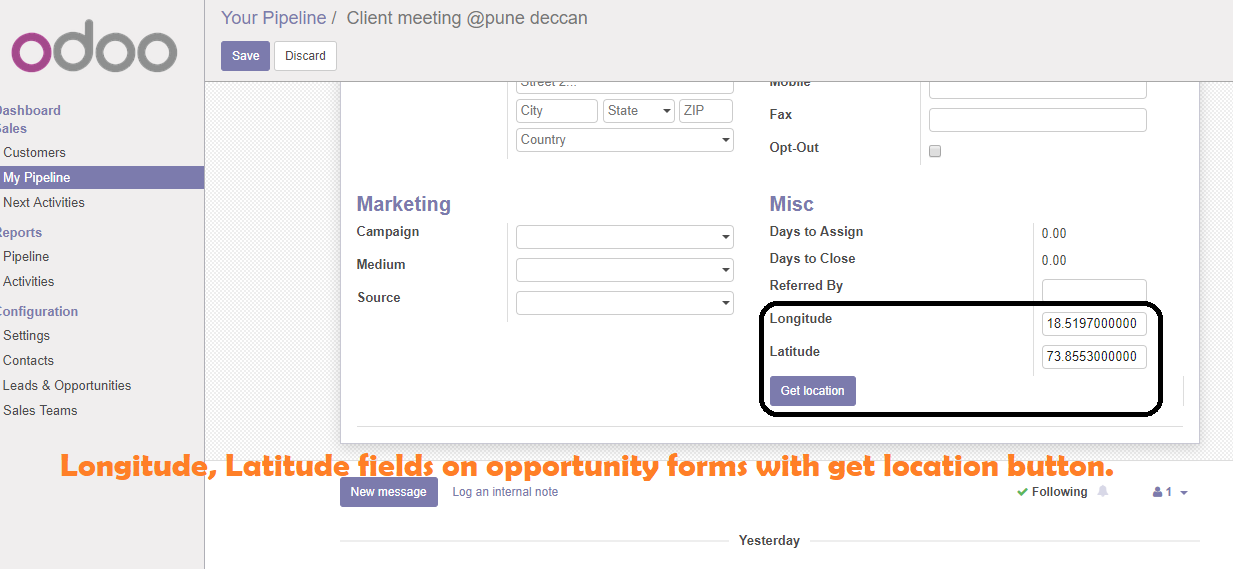 odoo
Your Pipeline / Client meeting @pune deccan
Save Discard
Dashboard
Sales
Customers
My Pipeline
Next Activities
Reports
Pipeline
Activities
Configuration
Settings
Contacts
Leads & Opportunities
Sales Teams
Street 2...
City State ZIP
Country
Mobile
Fax
Opt-Out
Marketing
Campaign
Medium
Source
Misc
Days to Assign 0.00
Days to Close 0.00
Referred By
Longitude 18.5197000000
Latitude 73.8553000000
Get location
Longitude, Latitude fields on opportunity forms with get location button.
New message Log an internal note Following 1
Yesterday